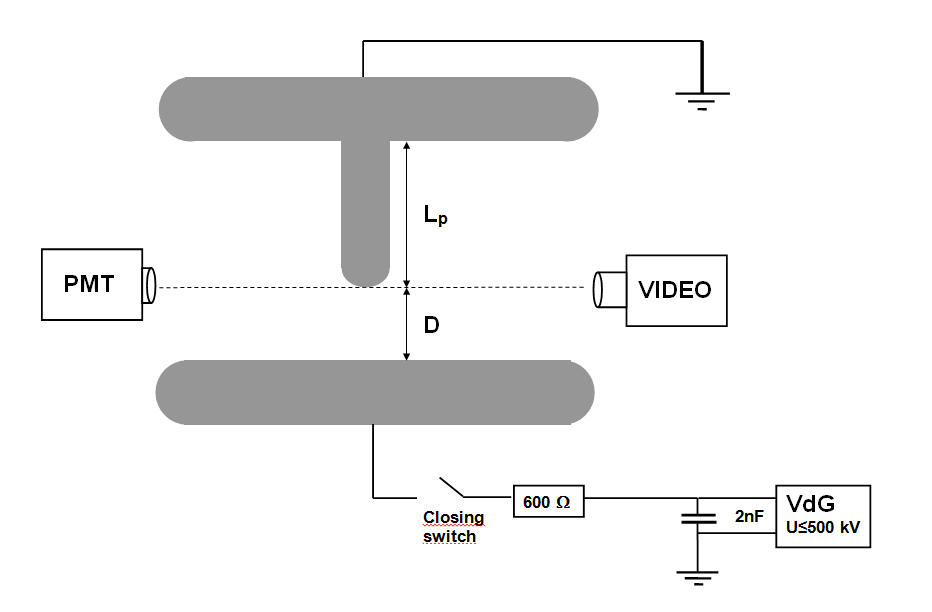 Lp
PMT
VIDEO
D
600 Ω
Closing
switch
2nF
VdG
U≤500 kV